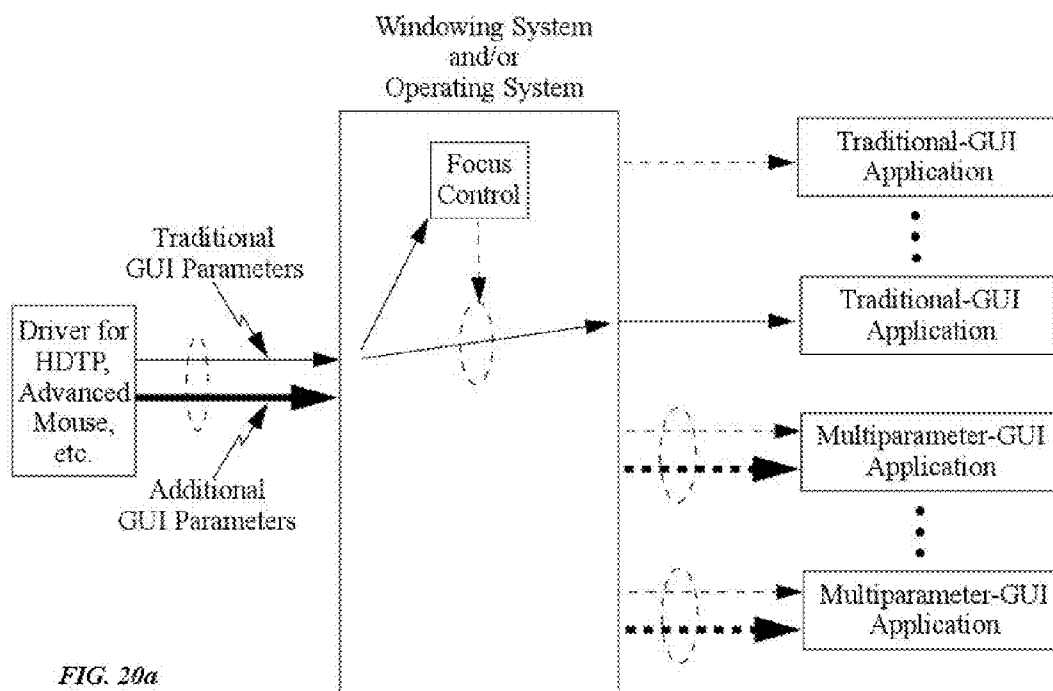 Windowing System
and/or
Operating System
Focus
Control
Traditional
GUI Parameters
Driver for
HDTP,
Advanced
Mouse,
etc.
Additional
GUI Parameters
Traditional-GUI
Application
Traditional-GUI
Application
Multiparameter-GUI
Application
Multiparameter-GUI
Application
FIG. 20a